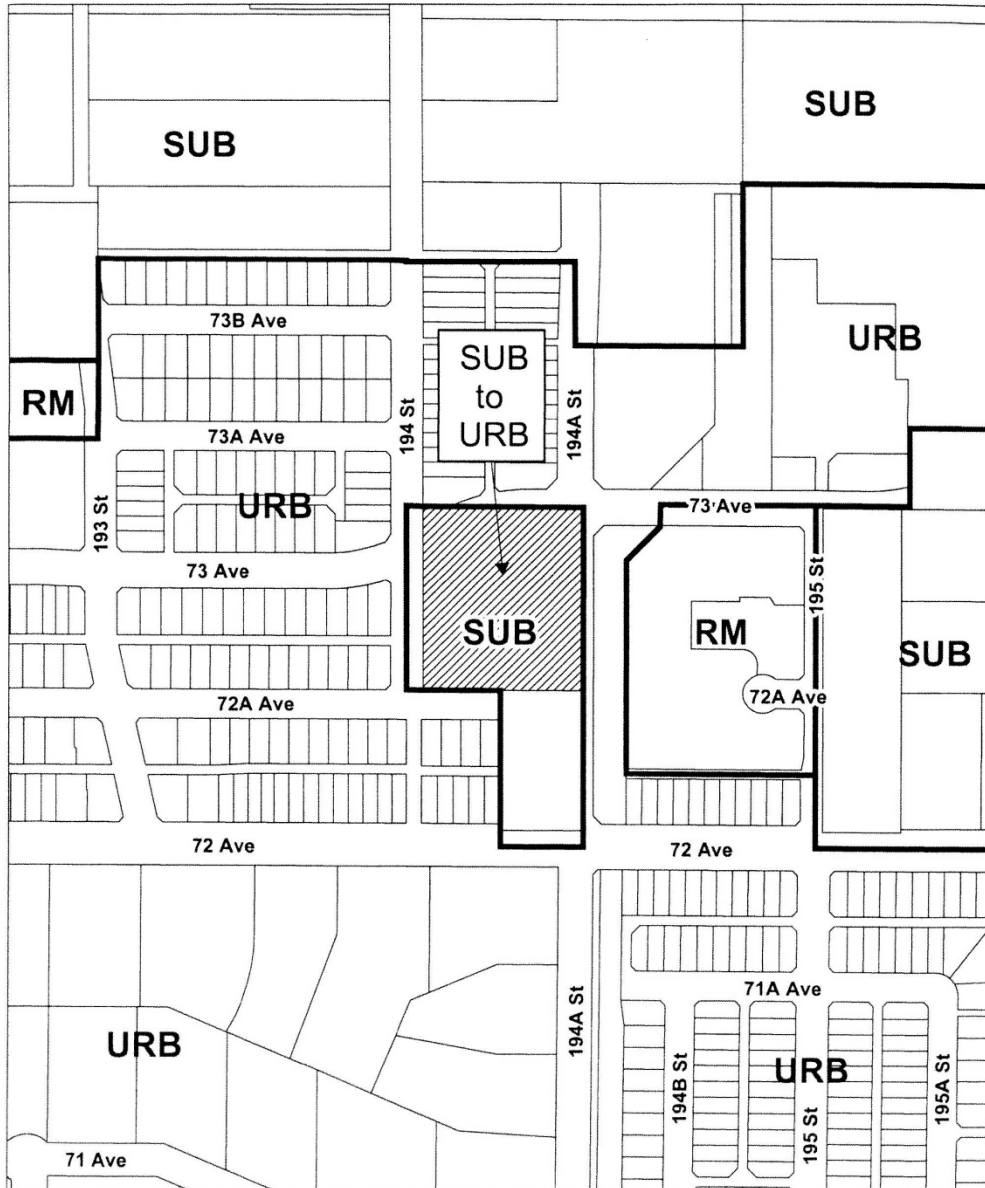 SUB
SUB
73B Ave
URB
SUB
to
URB
RM
194 St
194A St
73A Ave
193 St
URB
73 Ave
73 Ave
195 St
SUB
RM
SUB
72A Ave
72A Ave
72 Ave
72 Ave
71A Ave
194A St
URB
194B St
URB
195 St
195A St
71 Ave